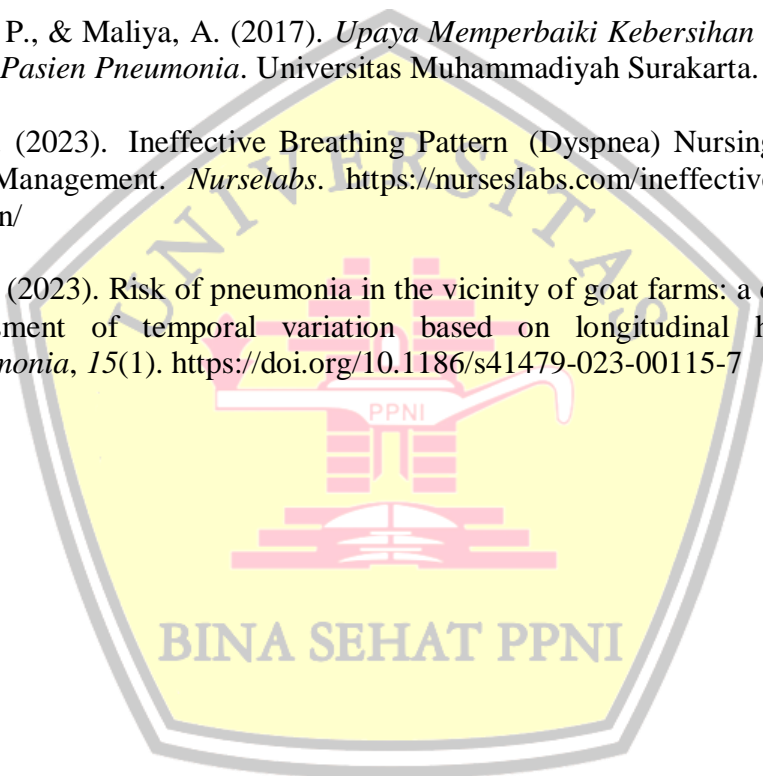 P., & Maliya, A. (2017). Upaya Memperbaiki Kebersihan
Pasien Pneumonia. Universitas Muhammadiyah Surakarta.
(2023). Ineffective Breathing Pattern (Dyspnea) Nursing
Management. Nurselabs. https://nurseslabs.com/ineffective
n/
(2023). Risk of pneumonia in the vicinity of goat farms: a
sment of temporal variation based on longitudinal h
monia, 15(1). https://doi.org/10.1186/s41479-023-00115-7
UNIVERSITAS
PPNI
BINA SEHAT PPNI